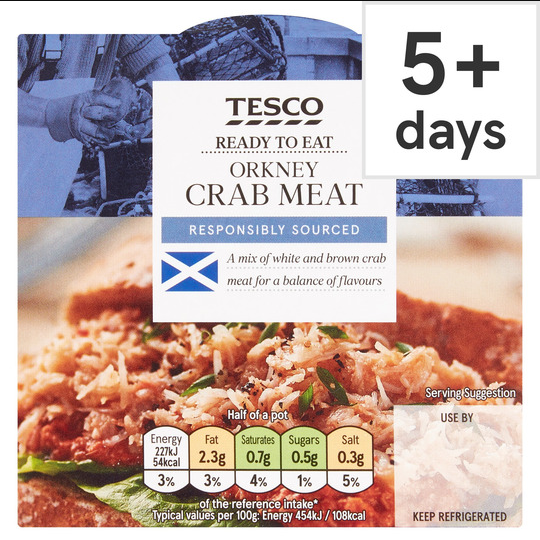 5+
days
TESCO
READY TO EAT
ORKNEY
CRAB MEAT
RESPONSIBLY SOURCED
A mix of white and brown crab
meat for a balance of flavours
Serving Suggestion
Half of a pot
Energy
227kJ
54kcal
3%
Fat
2.3g
3%
Saturates
0.7g
4%
Sugars
0.5g
1%
Salt
0.3g
5%
of the reference intake*
Typical values per 100g: Energy 454kJ / 108kcal
USE BY
KEEP REFRIGERATED